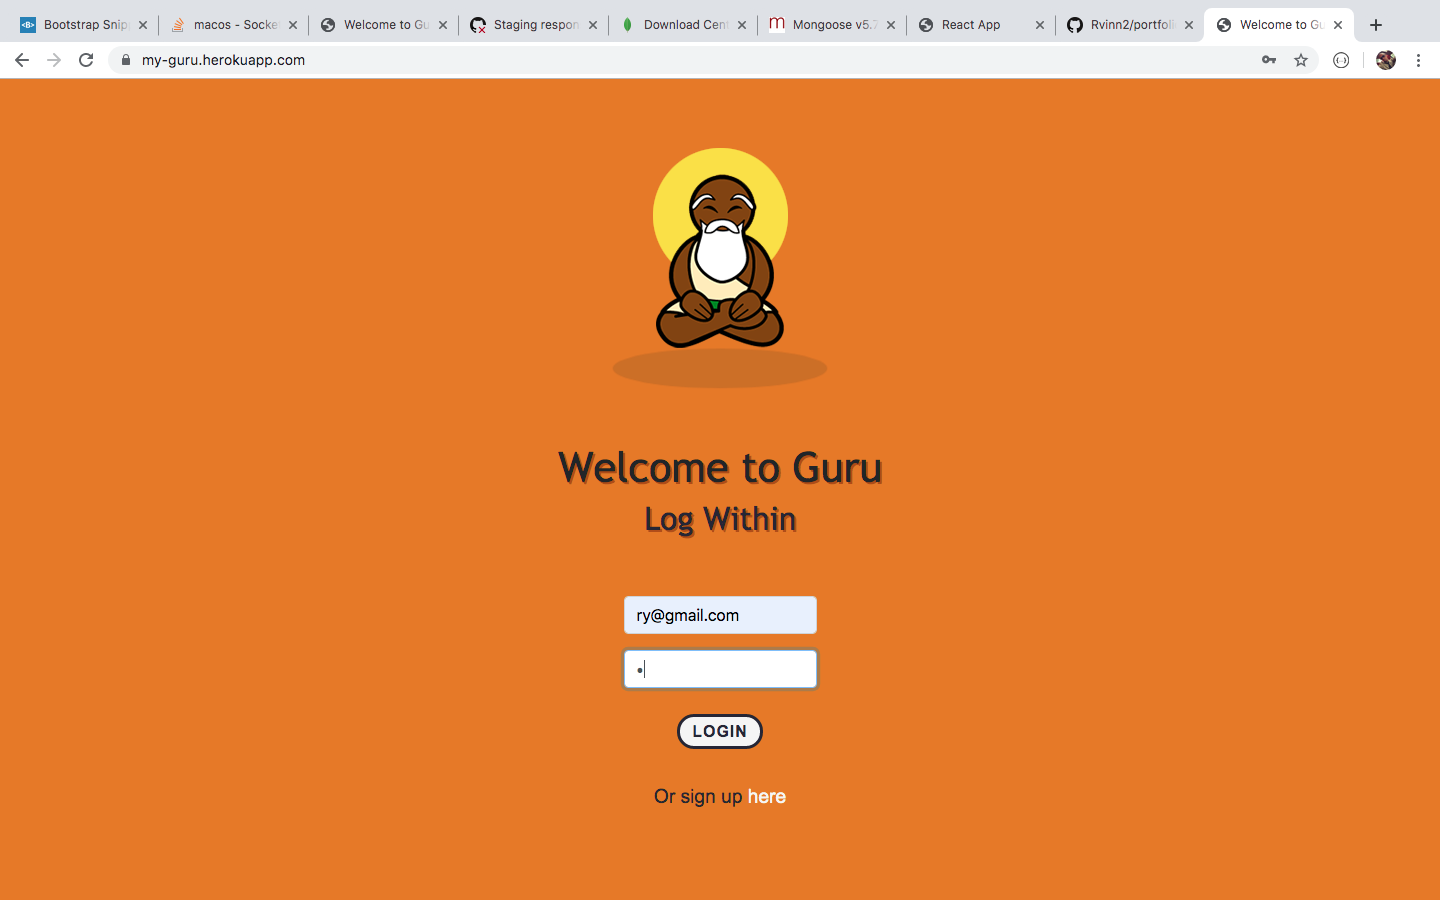 Bootstrap Snip
macos - Socke
Welcome to Gu
Staging respon
Download Cent
Mongoose v5.7
React App
Rvinn2/portfoli
Welcome to Gu
my-guru.herokuapp.com
Welcome to Guru
Log Within
ry@gmail.com
LOGIN
Or sign up here